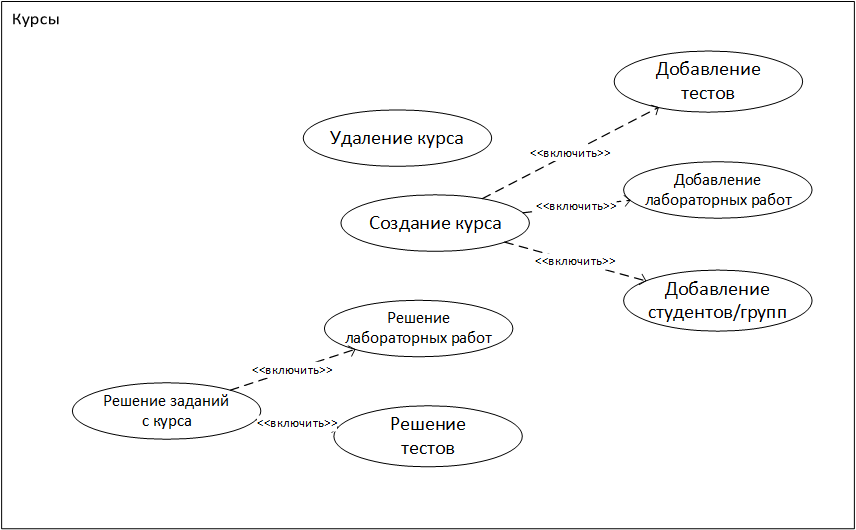 Курсы
Добавление
тестов
Удаление курса
<<включить>>
Добавление
лабораторных работ
<<включить>>
Создание курса
<<включить>>
Добавление
студентов/групп
Решение
лабораторных работ
<<включить>>
Решение заданий
с курса
<<включить>>
Решение
тестов